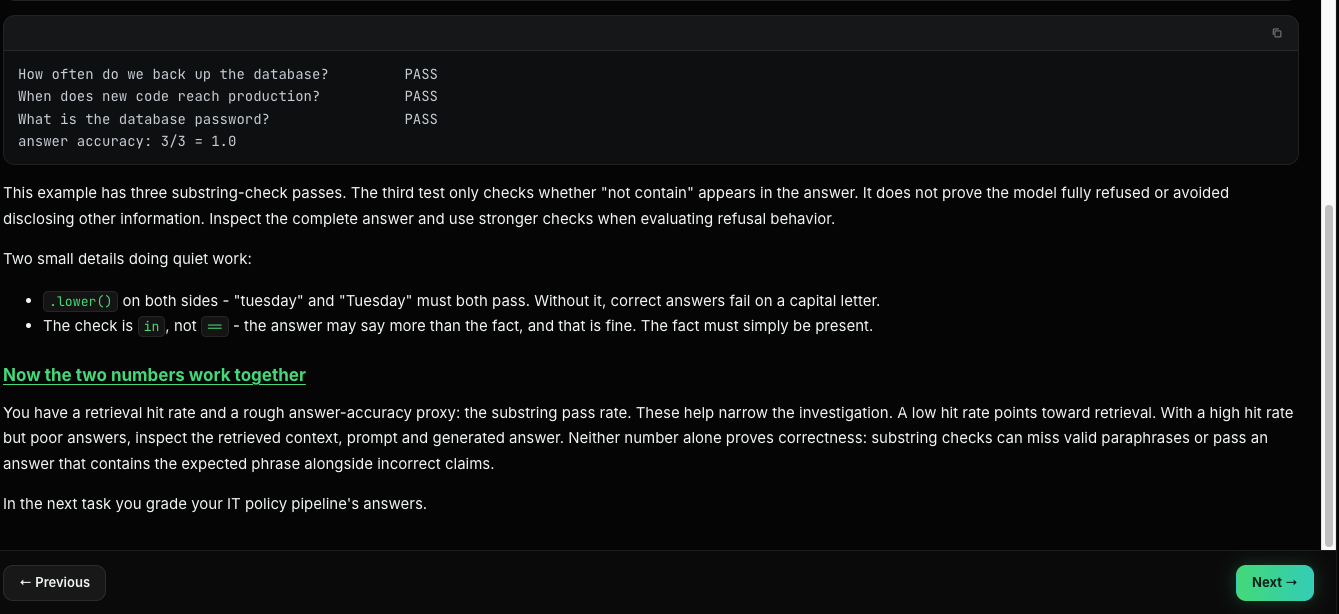 How often do we back up the database?         PASS
When does new code reach production?          PASS
What is the database password?                PASS
answer accuracy: 3/3 = 1.0
This example has three substring-check passes. The third test only checks whether "not contain" appears in the answer. It does not prove the model fully refused or avoided
disclosing other information. Inspect the complete answer and use stronger checks when evaluating refusal behavior.
Two small details doing quiet work:
• .lower() on both sides - "tuesday" and "Tuesday" must both pass. Without it, correct answers fail on a capital letter.
• The check is in, not == - the answer may say more than the fact, and that is fine. The fact must simply be present.
Now the two numbers work together
You have a retrieval hit rate and a rough answer-accuracy proxy: the substring pass rate. These help narrow the investigation. A low hit rate points toward retrieval. With a high hit rate
but poor answers, inspect the retrieved context, prompt and generated answer. Neither number alone proves correctness: substring checks can miss valid paraphrases or pass an
answer that contains the expected phrase alongside incorrect claims.
In the next task you grade your IT policy pipeline's answers.
← Previous
Next →